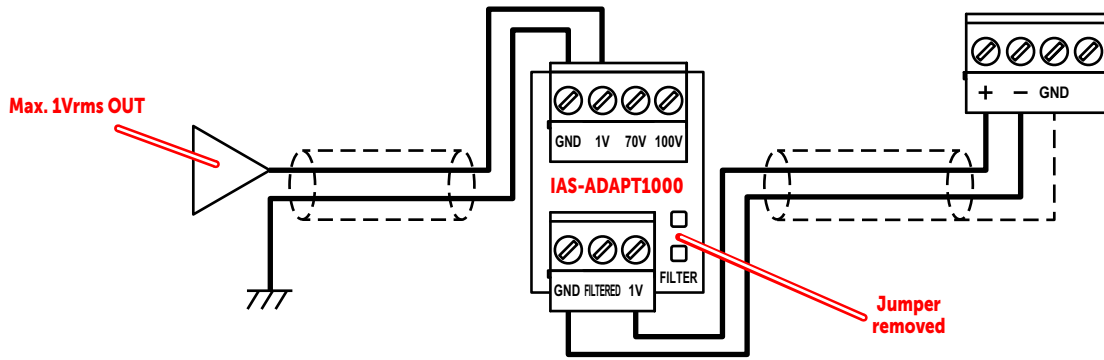 Max. 1Vrms OUT
GND 1V 70V 100V
IAS-ADAPT1000
FILTER
GND FILTERED 1V
+ − GND
Jumper
removed